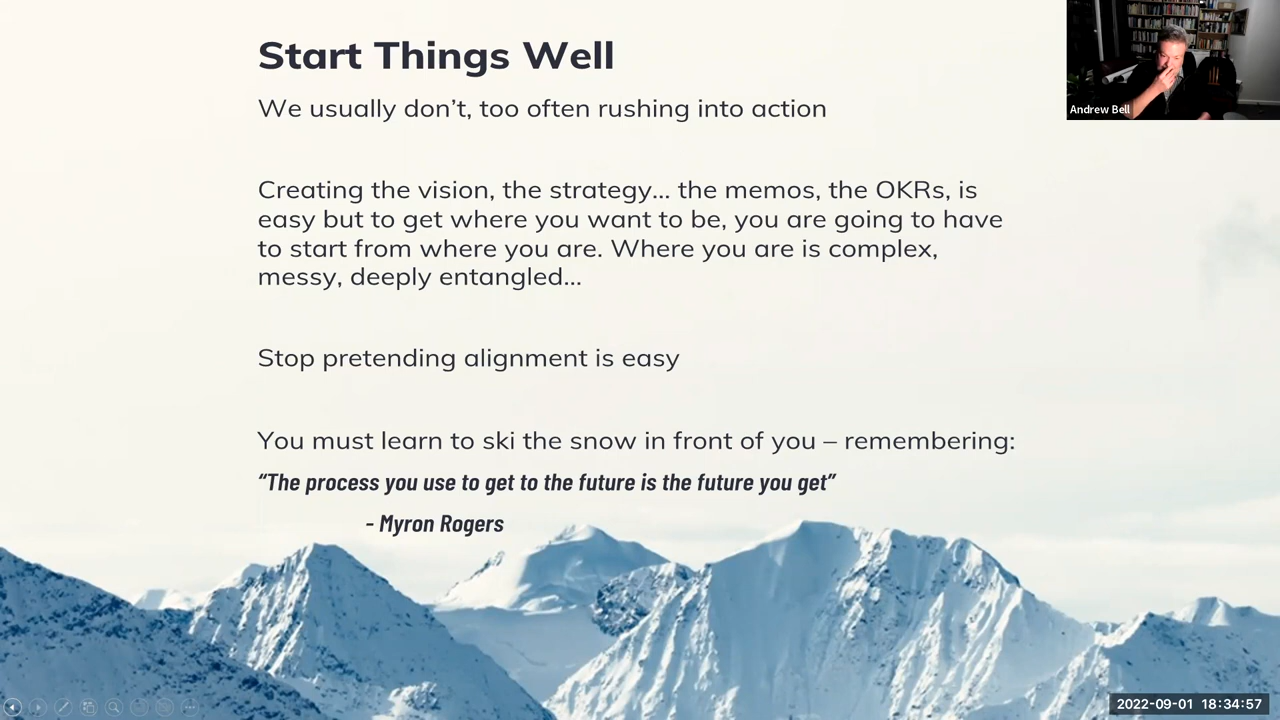 Start Things Well
We usually don’t, too often rushing into action
Creating the vision, the strategy... the memos, the OKRs, is
easy but to get where you want to be, you are going to have
to start from where you are. Where you are is complex,
messy, deeply entangled...
Stop pretending alignment is easy
You must learn to ski the snow in front of you – remembering:
“The process you use to get to the future is the future you get”
- Myron Rogers
Andrew Bell
2022-09-01 18:34:57